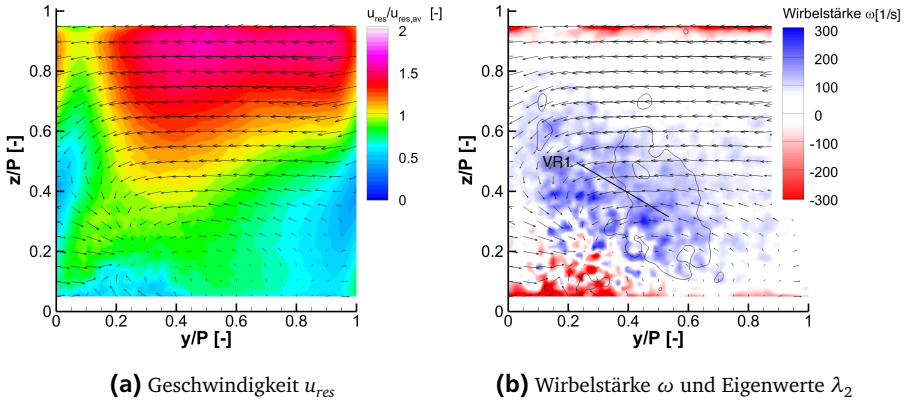 u_res/u_res,av [-]
2
1.5
1
0.5
0
z/P [-]
1
0.8
0.6
0.4
0.2
0
0 0.2 0.4 0.6 0.8 1
y/P [-]
(a) Geschwindigkeit u_res
Wirbelstärke ω[1/s]
300
200
100
0
-100
-200
-300
z/P [-]
1
0.8
0.6
0.4
0.2
0
VR1
0 0.2 0.4 0.6 0.8 1
y/P [-]
(b) Wirbelstärke ω und Eigenwerte λ₂